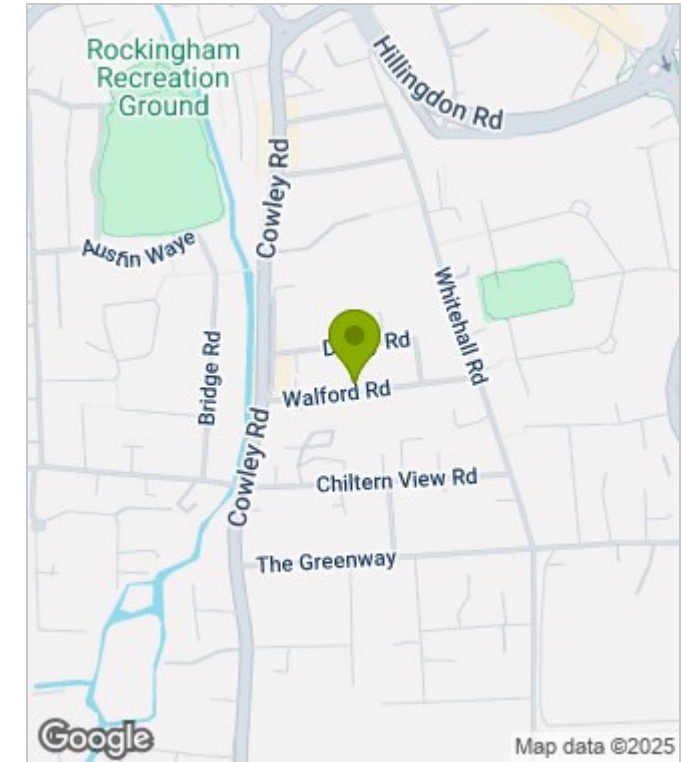 Rockingham
Recreation
Ground
Hillingdon Rd
Cowley Rd
Austin Waye
Whitehall Rd
Bridge Rd
Rd
Walford Rd
Cowley Rd
Chiltern View Rd
The Greenway
Google
Map data ©2025